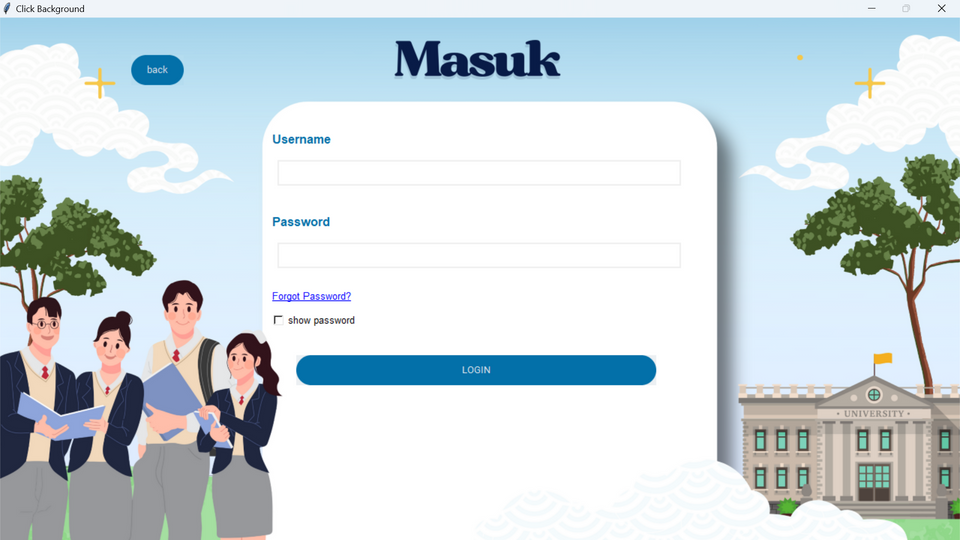 Click Background
back
Masuk
Username
Password
Forgot Password?
show password
LOGIN
• UNIVERSITY •